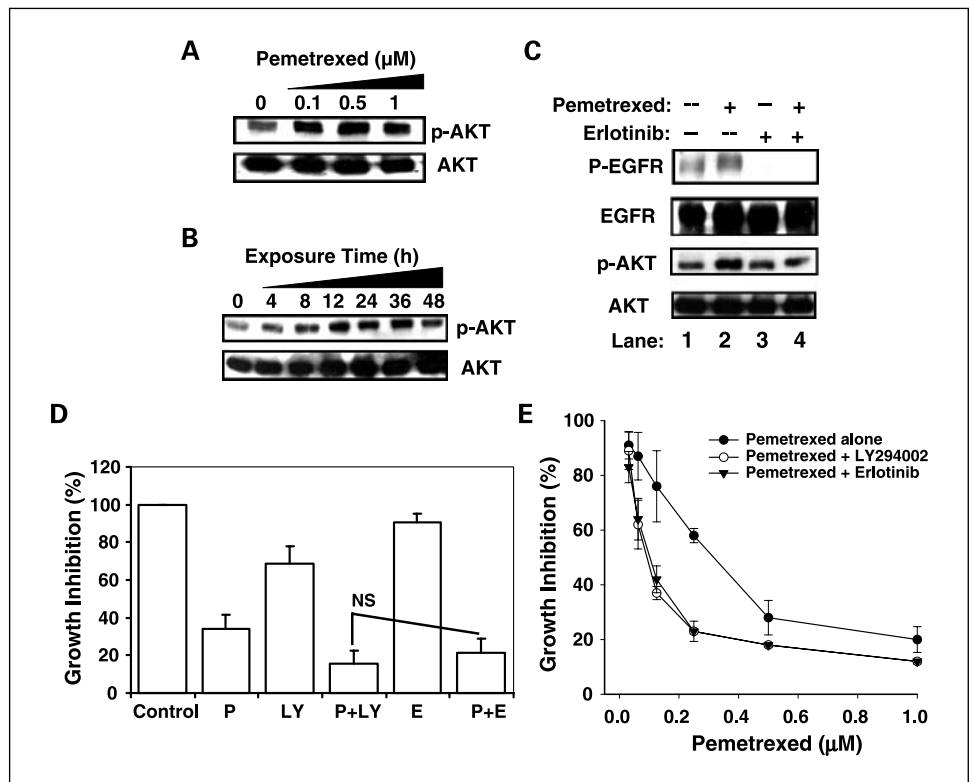 A
Pemetrexed (μM)
0 0.1 0.5 1
p-AKT
AKT
B
Exposure Time (h)
0 4 8 12 24 36 48
p-AKT
AKT
C
Pemetrexed: -- + – +
Erlotinib: – -- + +
P-EGFR
EGFR
p-AKT
AKT
Lane: 1 2 3 4
D
Growth Inhibition (%)
120
100
80
60
40
20
0
NS
Control P LY P+LY E P+E
E
Growth Inhibition (%)
100
80
60
40
20
0
Pemetrexed alone
Pemetrexed + LY294002
Pemetrexed + Erlotinib
0.0 0.2 0.4 0.6 0.8 1.0
Pemetrexed (μM)